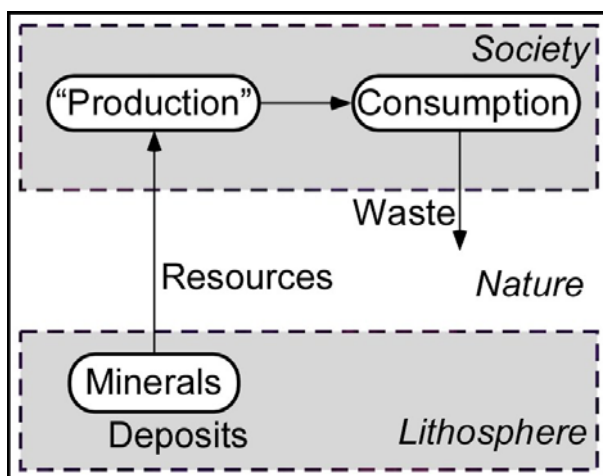 Society
“Production”
Consumption
Waste
Resources
Nature
Minerals
Deposits
Lithosphere